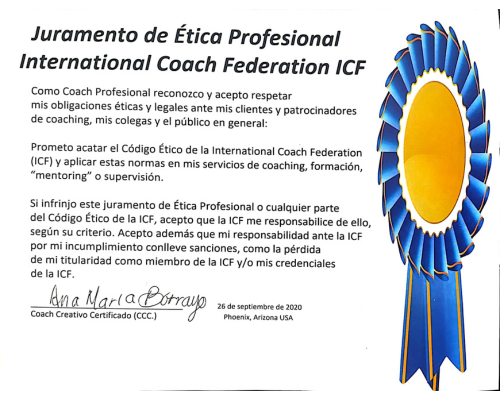 Juramento de Ética Profesional
International Coach Federation ICF
Como Coach Profesional reconozco y acepto respetar
mis obligaciones éticas y legales ante mis clientes y patrocinadores
de coaching, mis colegas y el público en general:
Prometo acatar el Código Ético de la International Coach Federation
(ICF) y aplicar estas normas en mis servicios de coaching, formación,
“mentoring” o supervisión.
Si infrinjo este juramento de Ética Profesional o cualquier parte
del Código Ético de la ICF, acepto que la ICF me responsabilice de ello,
según su criterio. Acepto además que mi responsabilidad ante la ICF
por mi incumplimiento conlleve sanciones, como la pérdida
de mi titularidad como miembro de la ICF y/o mis credenciales
de la ICF.
Ana Maria Borrayo
Coach Creativo Certificado (CCC.)
26 de septiembre de 2020
Phoenix, Arizona USA